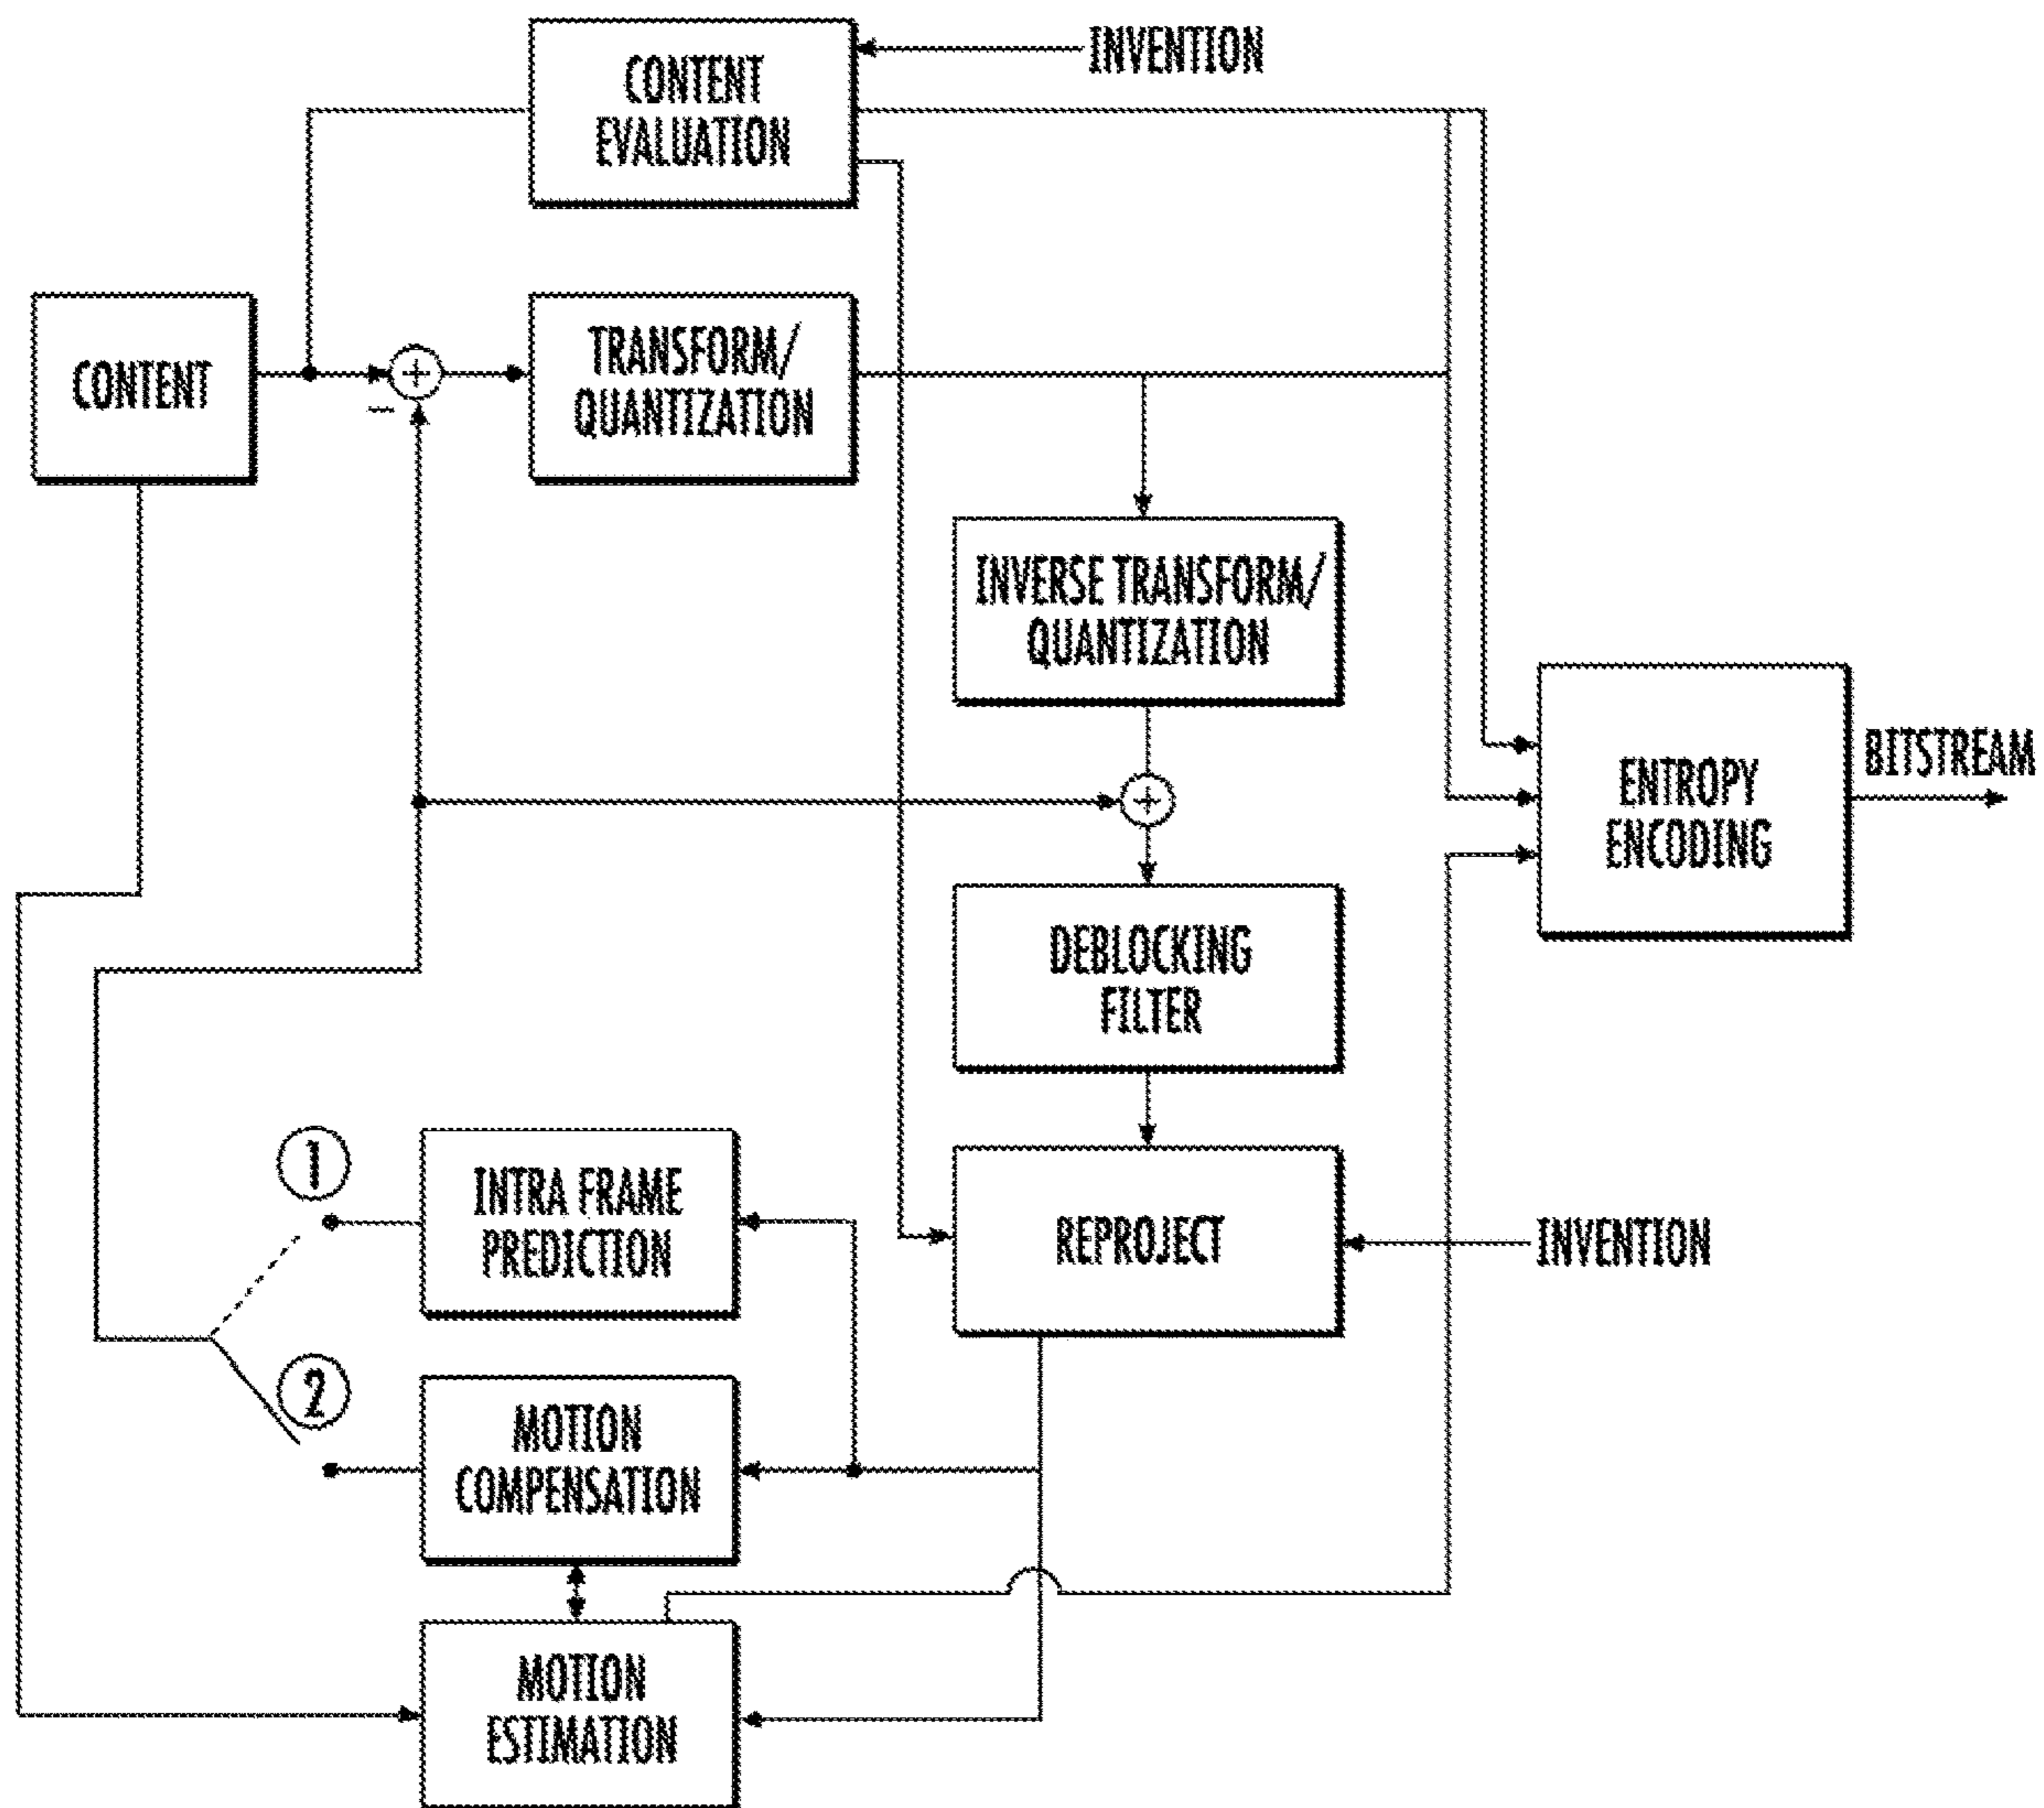 INVENTION
CONTENT
EVALUATION
CONTENT
+
−
TRANSFORM/
QUANTIZATION
INVERSE TRANSFORM/
QUANTIZATION
+
ENTROPY
ENCODING
BITSTREAM
DEBLOCKING
FILTER
1
INTRA FRAME
PREDICTION
REPROJECT
INVENTION
2
MOTION
COMPENSATION
MOTION
ESTIMATION